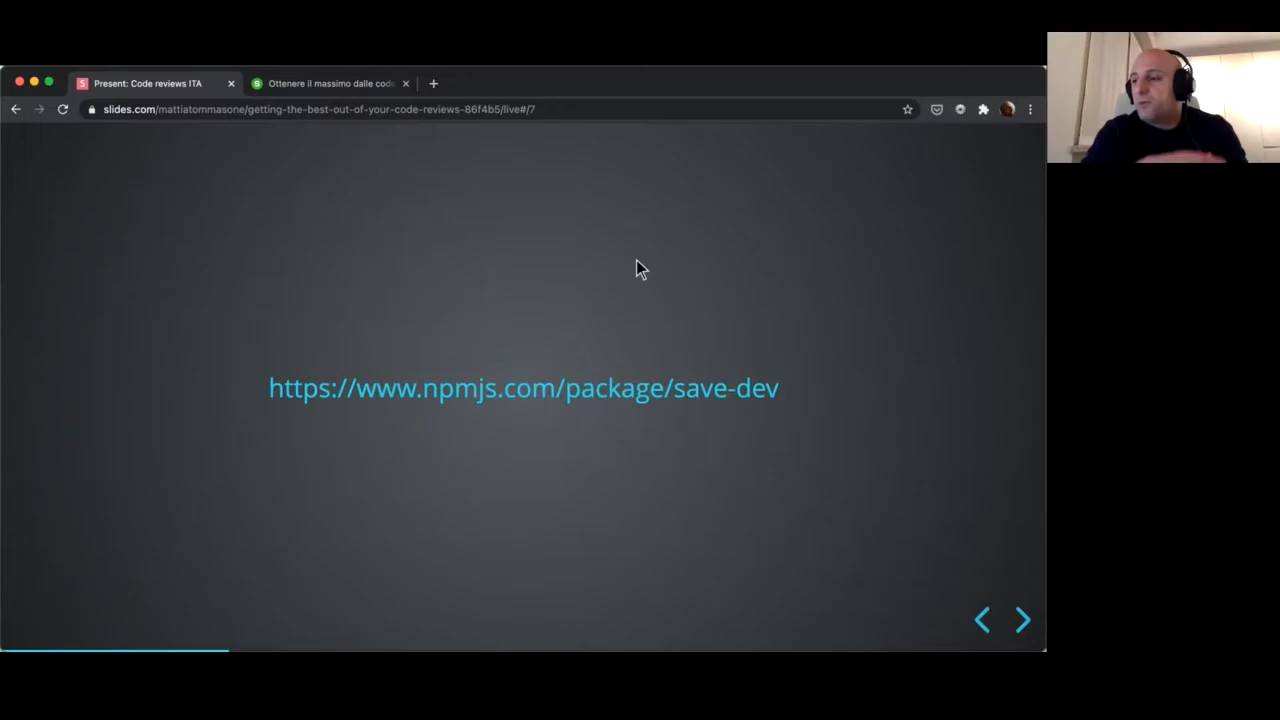 Present: Code reviews ITA
Ottenere il massimo dalle code
slides.com/mattiatommasone/getting-the-best-out-of-your-code-reviews-86f4b5/live#/7
https://www.npmjs.com/package/save-dev